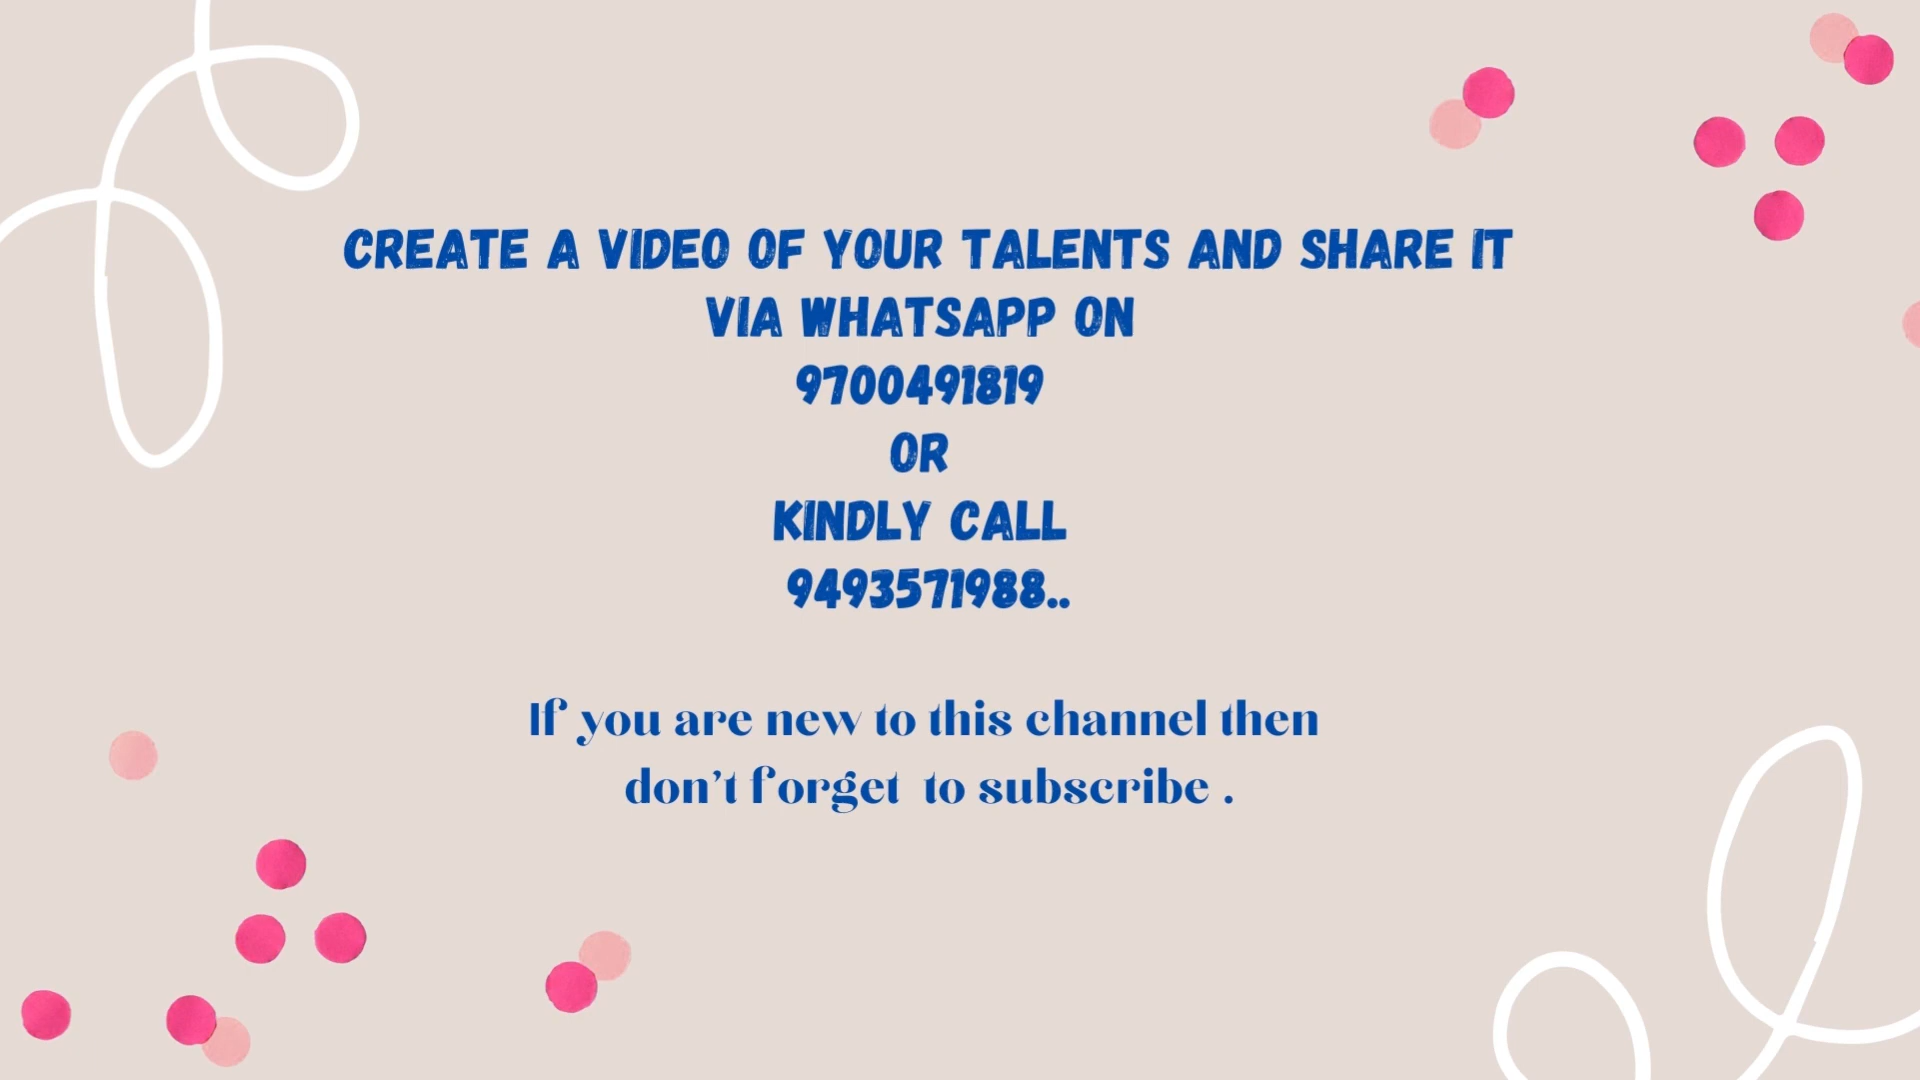 CREATE A VIDEO OF YOUR TALENTS AND SHARE IT
VIA WHATSAPP ON
9700491819
OR
KINDLY CALL
9493571988..
If you are new to this channel then
don't forget to subscribe .